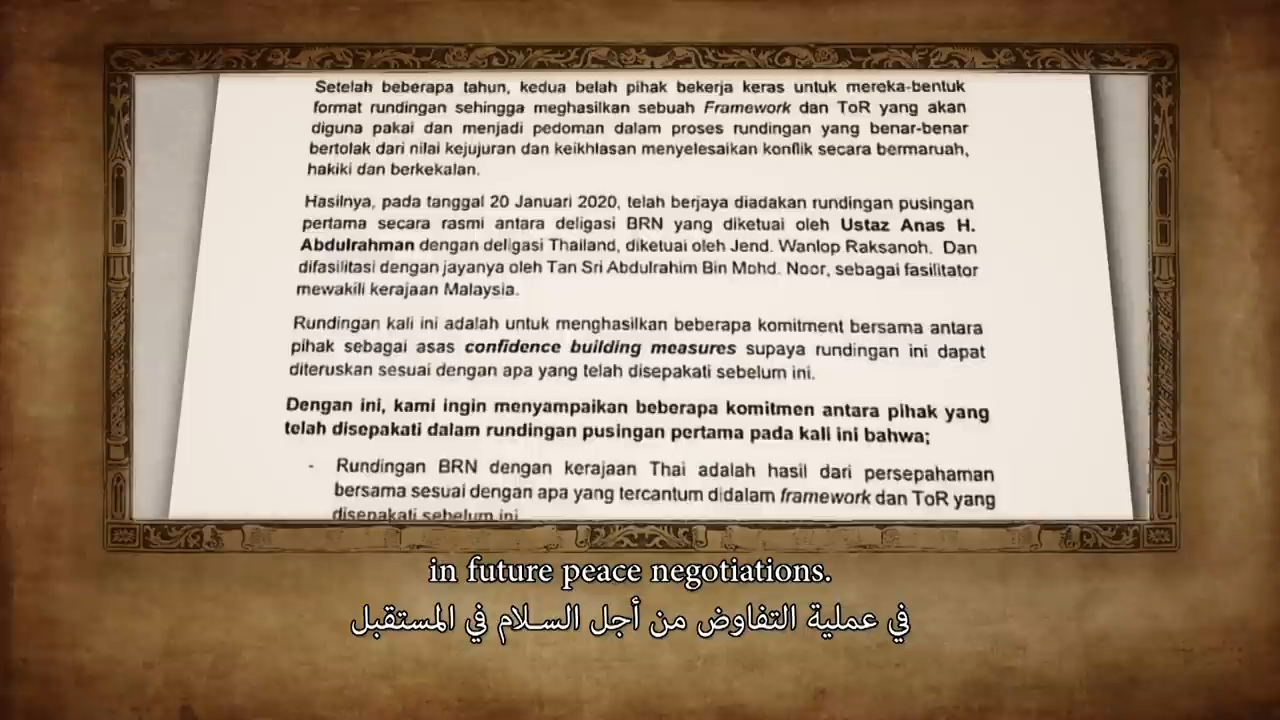 Setelah beberapa tahun, kedua belah pihak bekerja keras untuk mereka-bentuk
format rundingan sehingga meghasilkan sebuah Framework dan ToR yang akan
diguna pakai dan menjadi pedoman dalam proses rundingan yang benar-benar
bertolak dari nilai kejujuran dan keikhlasan menyelesaikan konflik secara bermaruah,
hakiki dan berkekalan.
Hasilnya, pada tanggal 20 Januari 2020, telah berjaya diadakan rundingan pusingan
pertama secara rasmi antara deligasi BRN yang diketuai oleh Ustaz Anas H.
Abdulrahman dengan deligasi Thailand, diketuai oleh Jend. Wanlop Raksanoh. Dan
difasilitasi dengan jayanya oleh Tan Sri Abdulrahim Bin Mohd. Noor, sebagai fasilitator
mewakili kerajaan Malaysia.
Rundingan kali ini adalah untuk menghasilkan beberapa komitment bersama antara
pihak sebagai asas confidence building measures supaya rundingan ini dapat
diteruskan sesuai dengan apa yang telah disepakati sebelum ini.
Dengan ini, kami ingin menyampaikan beberapa komitmen antara pihak yang
telah disepakati dalam rundingan pusingan pertama pada kali ini bahwa;
- Rundingan BRN dengan kerajaan Thai adalah hasil dari persepahaman
bersama sesuai dengan apa yang tercantum didalam framework dan ToR yang
disepakati sebelum ini
in future peace negotiations.
في عملية التفاوض من أجل السلام في المستقبل